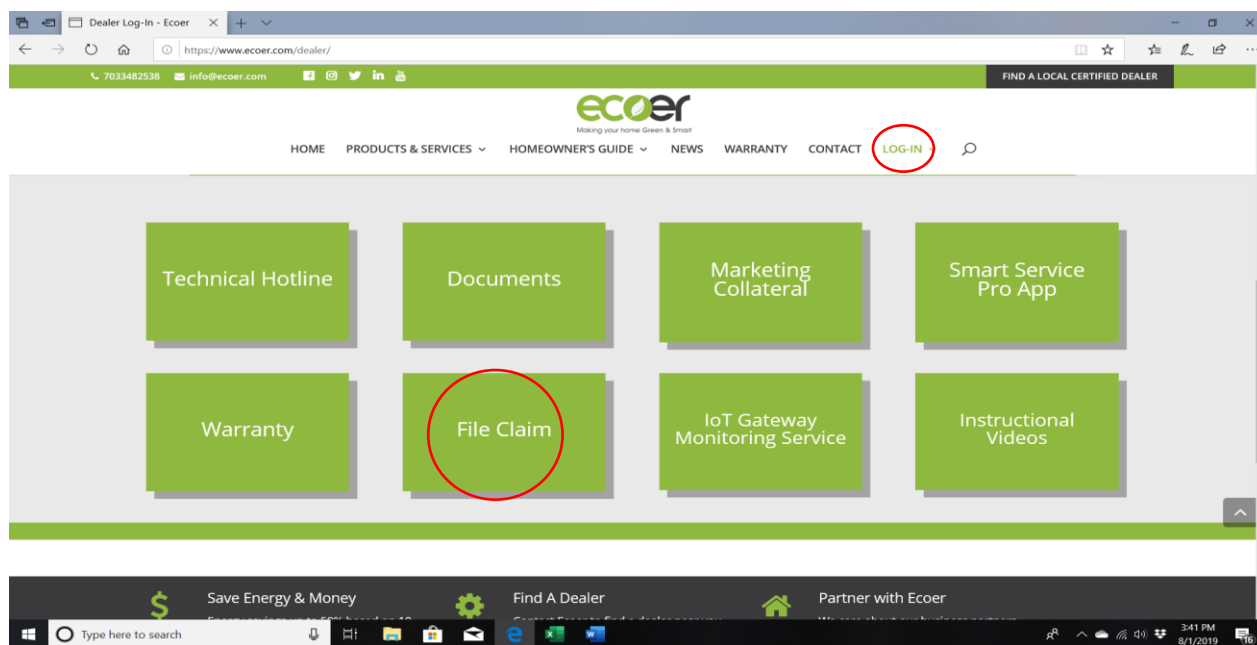 Dealer Log-In - Ecoer
https://www.ecoer.com/dealer/
7033482538 info@ecoer.com
FIND A LOCAL CERTIFIED DEALER
ecoer
Making your home Green & Smart
HOME PRODUCTS & SERVICES HOMEOWNER'S GUIDE NEWS WARRANTY CONTACT LOG-IN
Technical Hotline
Documents
Marketing
Collateral
Smart Service
Pro App
Warranty
File Claim
IoT Gateway
Monitoring Service
Instructional
Videos
Save Energy & Money
Find A Dealer
Partner with Ecoer
Type here to search
3:41 PM
8/1/2019
16